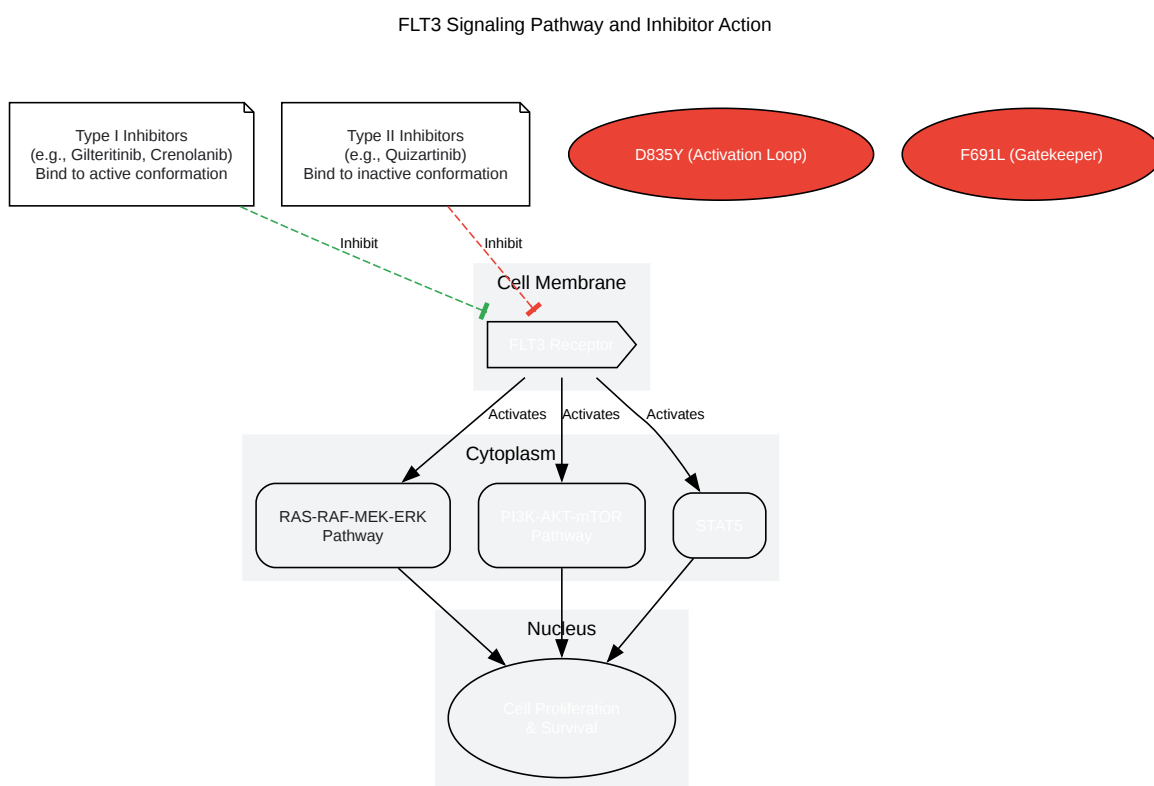 FLT3 Signaling Pathway and Inhibitor Action
Type I Inhibitors
(e.g., Gilteritinib, Crenolanib)
Bind to active conformation
Type II Inhibitors
(e.g., Quizartinib)
Bind to inactive conformation
D835Y (Activation Loop)
F691L (Gatekeeper)
Inhibit
Inhibit
Cell Membrane
FLT3 Receptor
Activates
Activates
Activates
Cytoplasm
RAS-RAF-MEK-ERK
Pathway
PI3K-AKT-mTOR
Pathway
STAT5
Nucleus
Cell Proliferation
& Survival